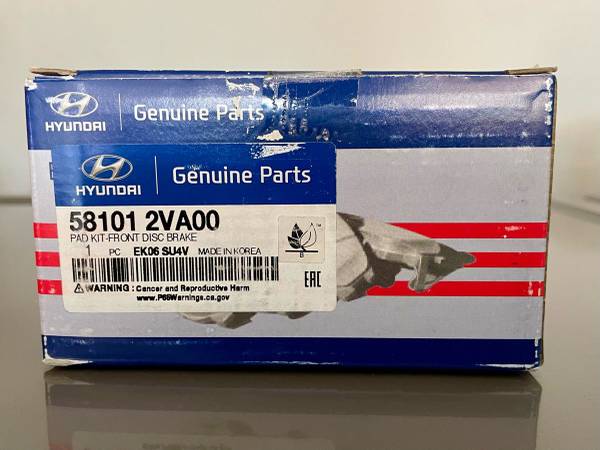 HYUNDAI
Genuine Parts
HYUNDAI
Genuine Parts
58101 2VA00
PAD KIT-FRONT DISC BRAKE
1 PC EK06 SU4V MADE IN KOREA
WARNING : Cancer and Reproductive Harm
www.P65Warnings.ca.gov
TM
B
EAC